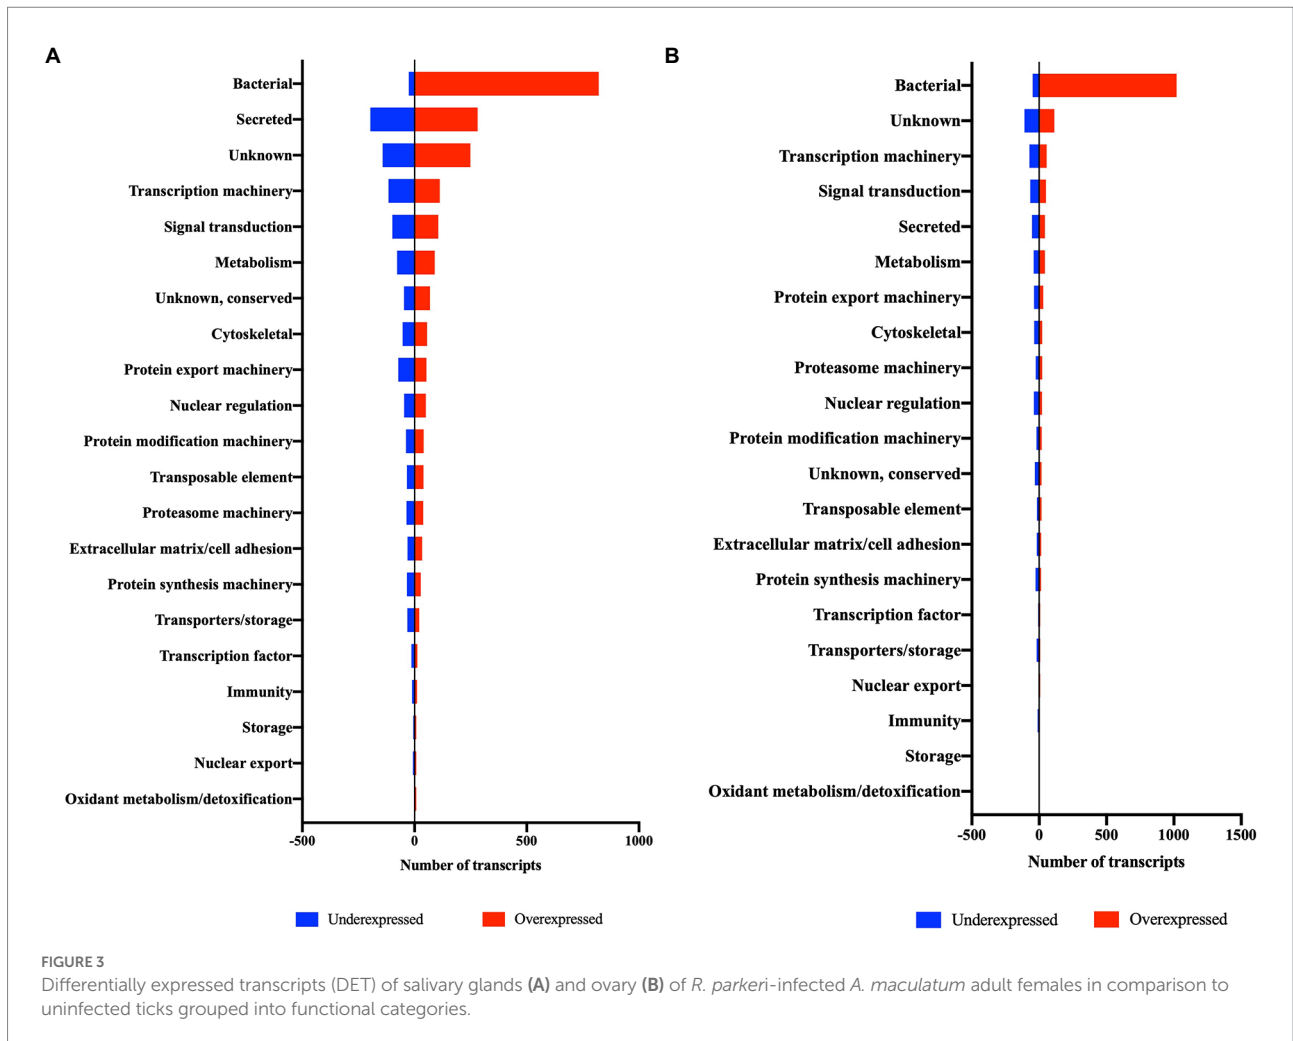 A
Bacterial
Secreted
Unknown
Transcription machinery
Signal transduction
Metabolism
Unknown, conserved
Cytoskeletal
Protein export machinery
Nuclear regulation
Protein modification machinery
Transposable element
Proteasome machinery
Extracellular matrix/cell adhesion
Protein synthesis machinery
Transporters/storage
Transcription factor
Immunity
Storage
Nuclear export
Oxidant metabolism/detoxification
-500 0 500 1000
Number of transcripts
Underexpressed Overexpressed
B
Bacterial
Unknown
Transcription machinery
Signal transduction
Secreted
Metabolism
Protein export machinery
Cytoskeletal
Proteasome machinery
Nuclear regulation
Protein modification machinery
Unknown, conserved
Transposable element
Extracellular matrix/cell adhesion
Protein synthesis machinery
Transcription factor
Transporters/storage
Nuclear export
Immunity
Storage
Oxidant metabolism/detoxification
-500 0 500 1000 1500
Number of transcripts
Underexpressed Overexpressed
FIGURE 3
Differentially expressed transcripts (DET) of salivary glands (A) and ovary (B) of R. parkeri-infected A. maculatum adult females in comparison to
uninfected ticks grouped into functional categories.